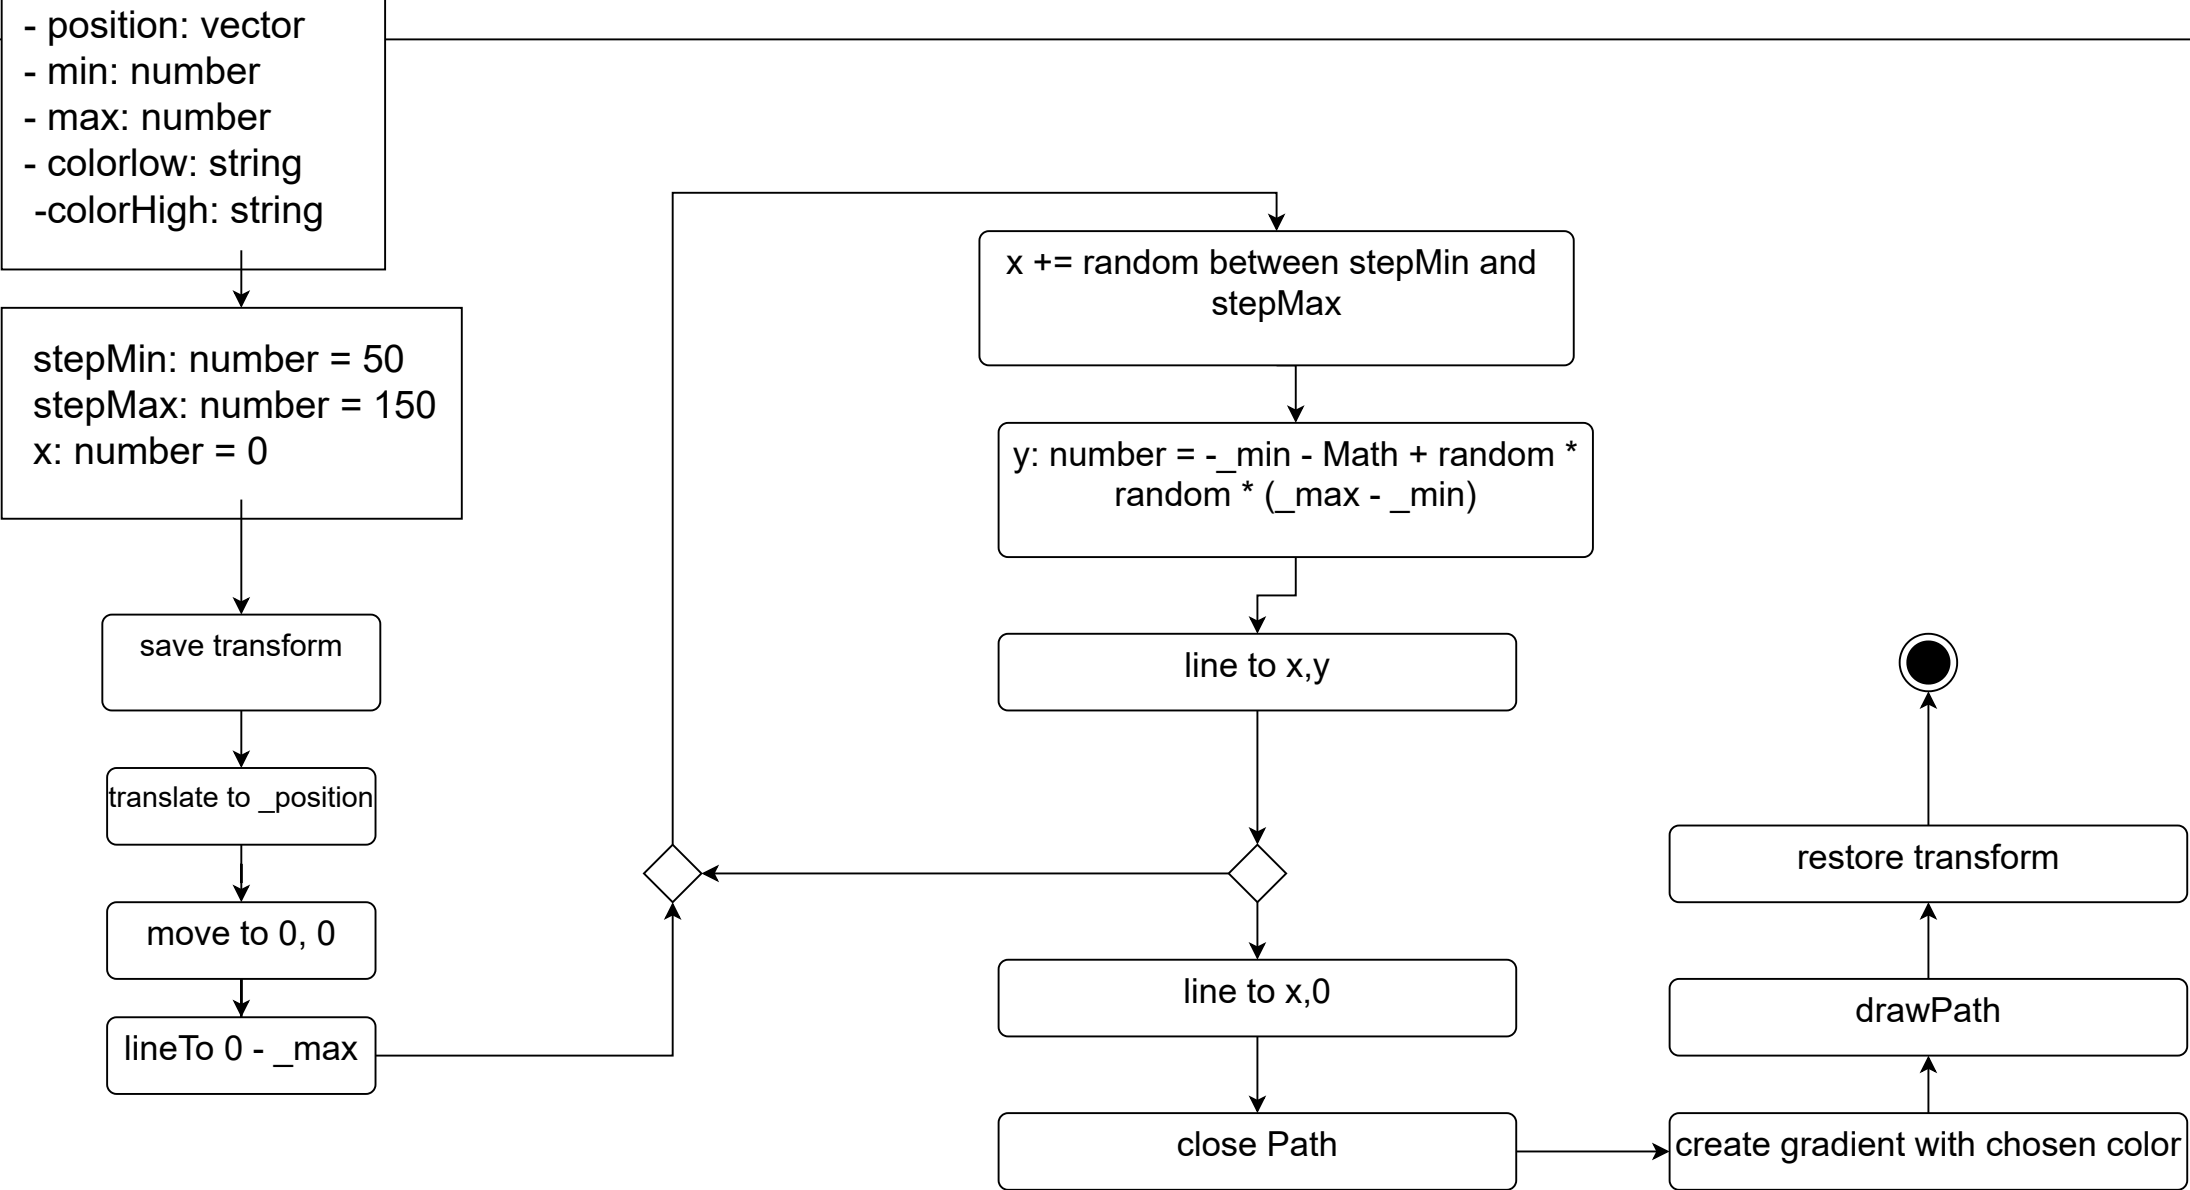 - position: vector
- min: number
- max: number
- colorlow: string
-colorHigh: string
stepMin: number = 50
stepMax: number = 150
x: number = 0
save transform
translate to _position
move to 0, 0
lineTo 0 - _max
x += random between stepMin and
stepMax
y: number = -_min - Math + random *
random * (_max - _min)
line to x,y
line to x,0
close Path
create gradient with chosen color
drawPath
restore transform